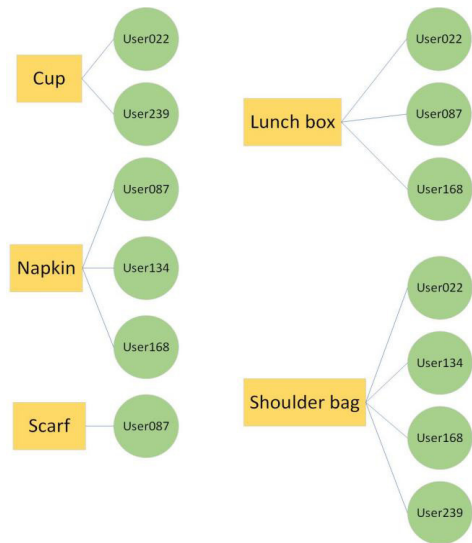 Cup
User022
User239
Napkin
User087
User134
User168
Scarf
User087
Lunch box
User022
User087
User168
Shoulder bag
User022
User134
User168
User239